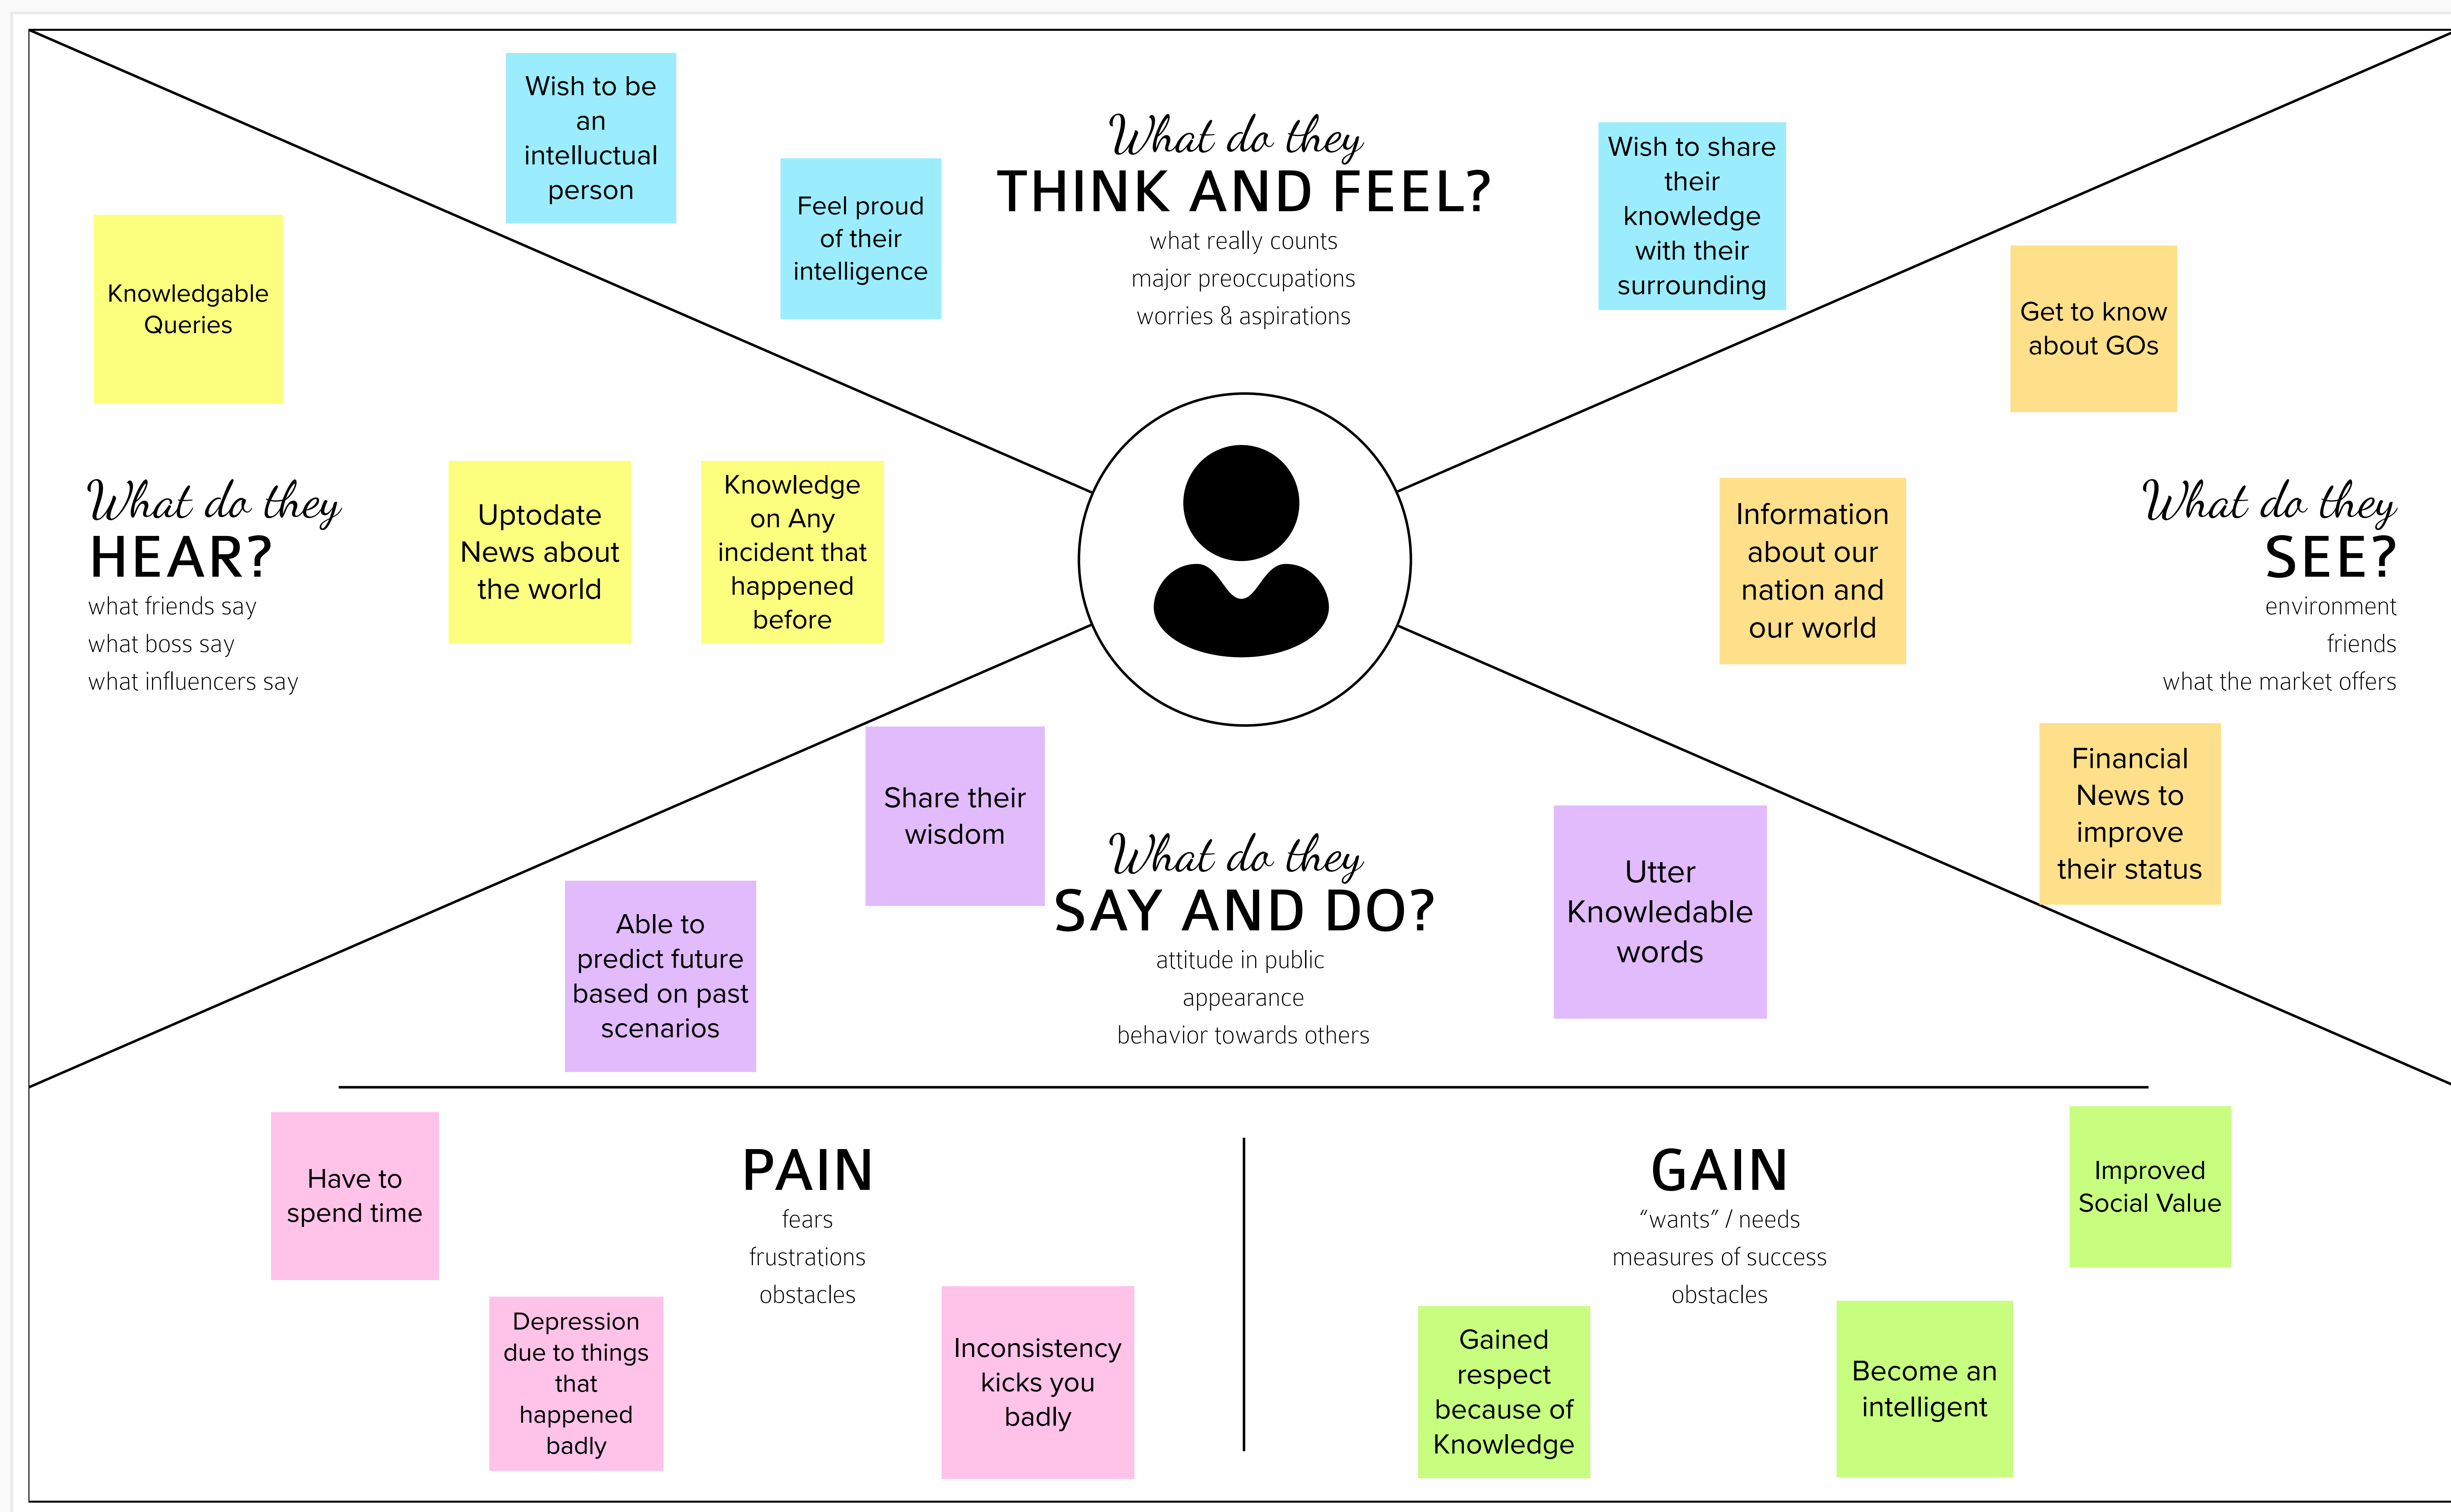 Wish to be
an
intelluctual
person
Feel proud
of their
intelligence
What do they
THINK AND FEEL?
what really counts
major preoccupations
worries & aspirations
Wish to share
their
knowledge
with their
surrounding
Knowledgable
Queries
What do they
HEAR?
what friends say
what boss say
what influencers say
Uptodate
News about
the world
Knowledge
on Any
incident that
happened
before
Get to know
about GOs
Information
about our
nation and
our world
What do they
SEE?
environment
friends
what the market offers
Financial
News to
improve
their status
Share their
wisdom
Able to
predict future
based on past
scenarios
What do they
SAY AND DO?
attitude in public
appearance
behavior towards others
Utter
Knowledable
words
Have to
spend time
PAIN
fears
frustrations
obstacles
Depression
due to things
that
happened
badly
Inconsistency
kicks you
badly
GAIN
“wants” / needs
measures of success
obstacles
Improved
Social Value
Gained
respect
because of
Knowledge
Become an
intelligent